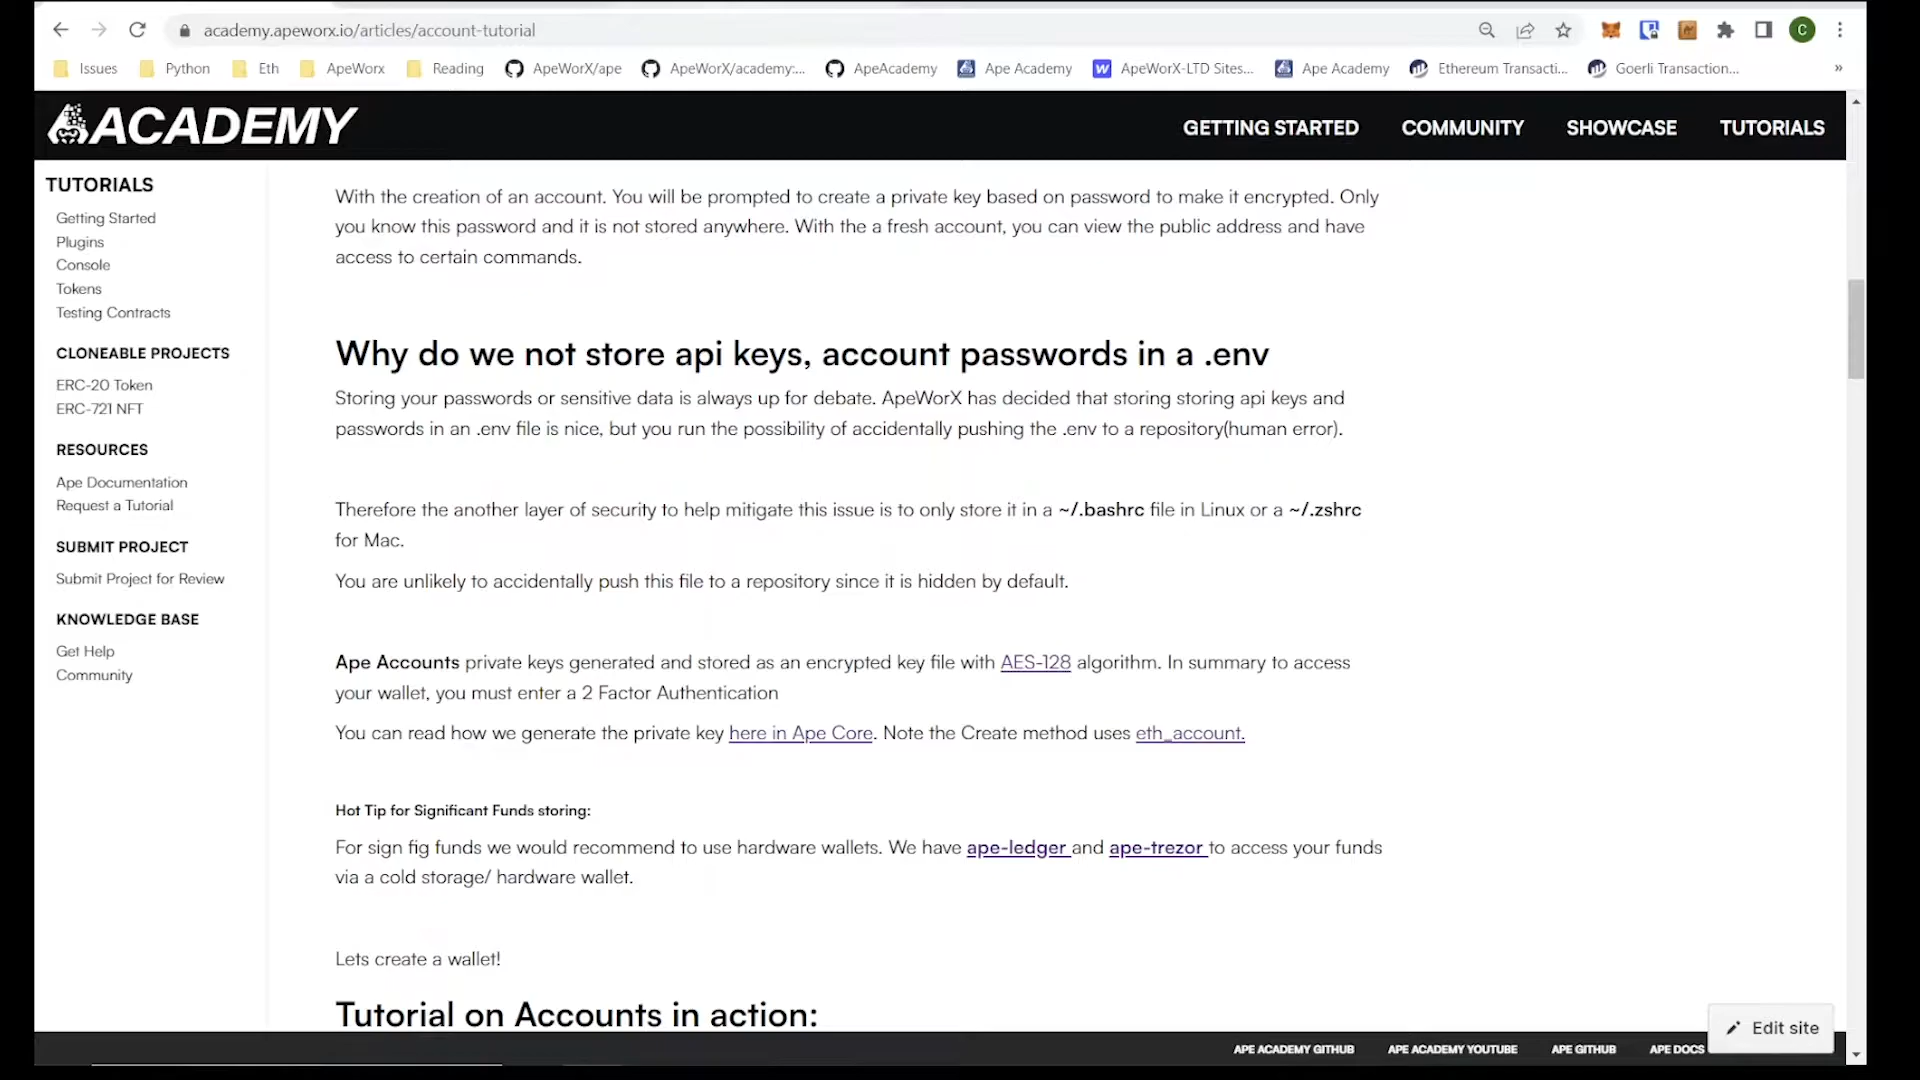 academy.apeworx.io/articles/account-tutorial
C
Issues
Python
Eth
ApeWorx
Reading
ApeWorX/ape
ApeWorX/academy:...
ApeAcademy
Ape Academy
W
ApeWorX-LTD Sites...
Ape Academy
Ethereum Transacti...
Goerli Transaction...
»
ACADEMY
GETTING STARTED
COMMUNITY
SHOWCASE
TUTORIALS
TUTORIALS
Getting Started
Plugins
Console
Tokens
Testing Contracts
CLONEABLE PROJECTS
ERC-20 Token
ERC-721 NFT
RESOURCES
Ape Documentation
Request a Tutorial
SUBMIT PROJECT
Submit Project for Review
KNOWLEDGE BASE
Get Help
Community
With the creation of an account. You will be prompted to create a private key based on password to make it encrypted. Only
you know this password and it is not stored anywhere. With the a fresh account, you can view the public address and have
access to certain commands.
Why do we not store api keys, account passwords in a .env
Storing your passwords or sensitive data is always up for debate. ApeWorX has decided that storing storing api keys and
passwords in an .env file is nice, but you run the possibility of accidentally pushing the .env to a repository(human error).
Therefore the another layer of security to help mitigate this issue is to only store it in a ~/.bashrc file in Linux or a ~/.zshrc
for Mac.
You are unlikely to accidentally push this file to a repository since it is hidden by default.
Ape Accounts private keys generated and stored as an encrypted key file with AES-128 algorithm. In summary to access
your wallet, you must enter a 2 Factor Authentication
You can read how we generate the private key here in Ape Core. Note the Create method uses eth_account.
Hot Tip for Significant Funds storing:
For sign fig funds we would recommend to use hardware wallets. We have ape-ledger and ape-trezor to access your funds
via a cold storage/ hardware wallet.
Lets create a wallet!
Tutorial on Accounts in action:
Edit site
APE ACADEMY GITHUB
APE ACADEMY YOUTUBE
APE GITHUB
APE DOCS